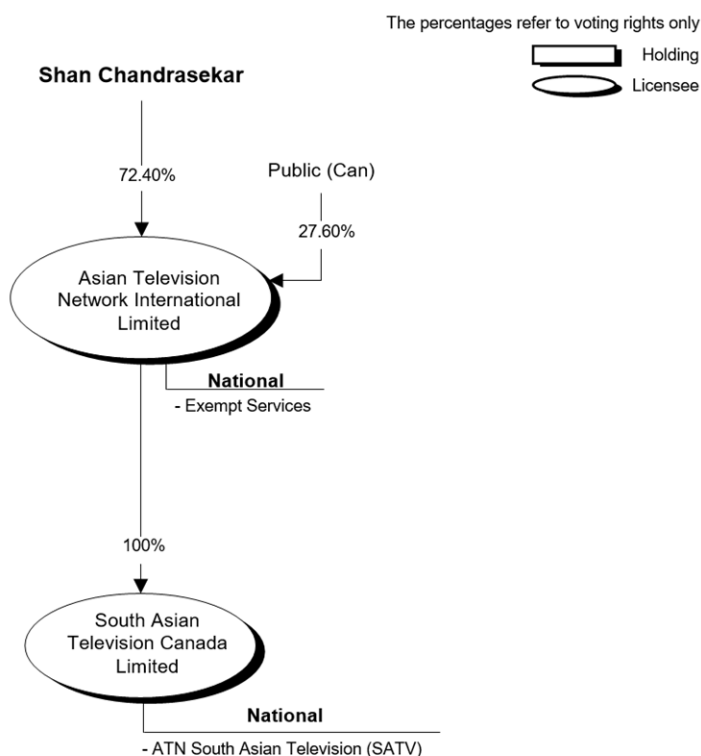 The percentages refer to voting rights only
Holding
Licensee
Shan Chandrasekar
72.40%
Public (Can)
27.60%
Asian Television
Network International
Limited
National
- Exempt Services
100%
South Asian
Television Canada
Limited
National
- ATN South Asian Television (SATV)